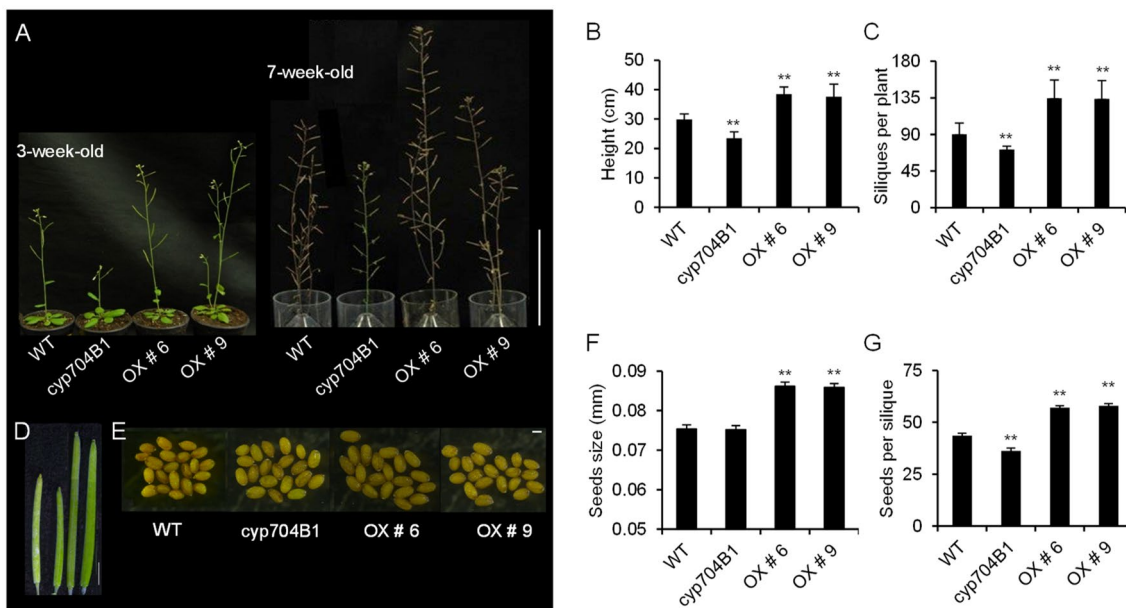 A
3-week-old
7-week-old
WT
cyp704B1
OX # 6
OX # 9
WT
cyp704B1
OX # 6
OX # 9
B
Height (cm)
50
40
30
20
10
0
**
**
**
WT
cyp704B1
OX # 6
OX # 9
C
Siliques per plant
180
135
90
45
0
**
**
**
WT
cyp704B1
OX # 6
OX # 9
D
E
WT
cyp704B1
OX # 6
OX # 9
F
Seeds size (mm)
0.09
0.08
0.07
0.06
0.05
**
**
WT
cyp704B1
OX # 6
OX # 9
G
Seeds per silique
75
50
25
0
**
**
**
WT
cyp704B1
OX # 6
OX # 9